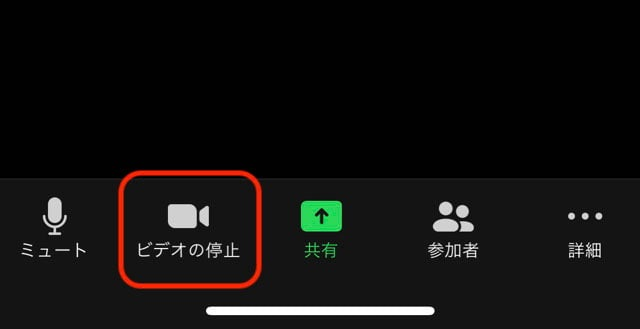 ミュート
ビデオの停止
共有
参加者
詳細